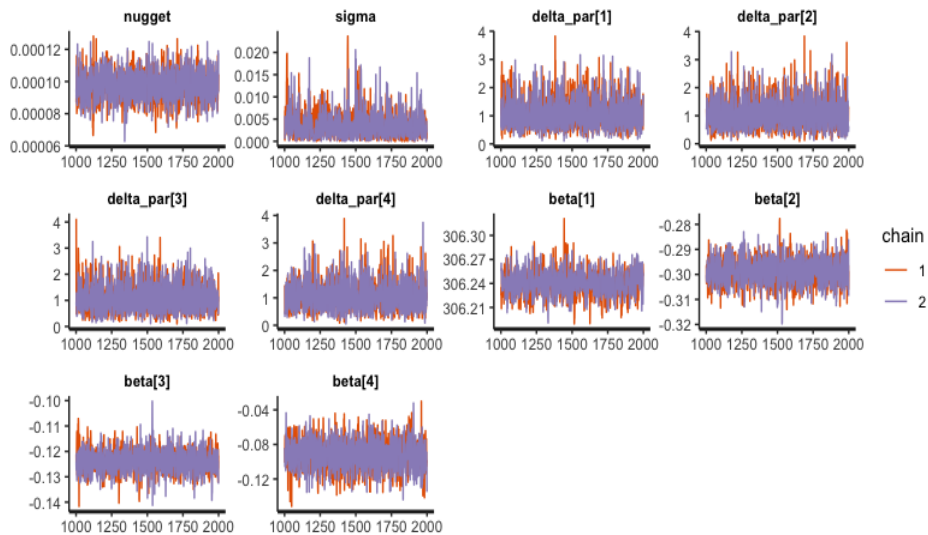 nugget
sigma
delta_par[1]
delta_par[2]
0.00012
0.00010
0.00008
0.00006
0.020
0.015
0.010
0.005
0.000
4
3
2
1
0
4
3
2
1
0
1000 1250 1500 1750 2000
1000 1250 1500 1750 2000
1000 1250 1500 1750 2000
1000 1250 1500 1750 2000
delta_par[3]
delta_par[4]
beta[1]
beta[2]
4
3
2
1
0
4
3
2
1
0
306.30
306.27
306.24
306.21
-0.28
-0.29
-0.30
-0.31
-0.32
1000 1250 1500 1750 2000
1000 1250 1500 1750 2000
1000 1250 1500 1750 2000
1000 1250 1500 1750 2000
chain
1
2
beta[3]
beta[4]
-0.10
-0.11
-0.12
-0.13
-0.14
-0.04
-0.08
-0.12
1000 1250 1500 1750 2000
1000 1250 1500 1750 2000